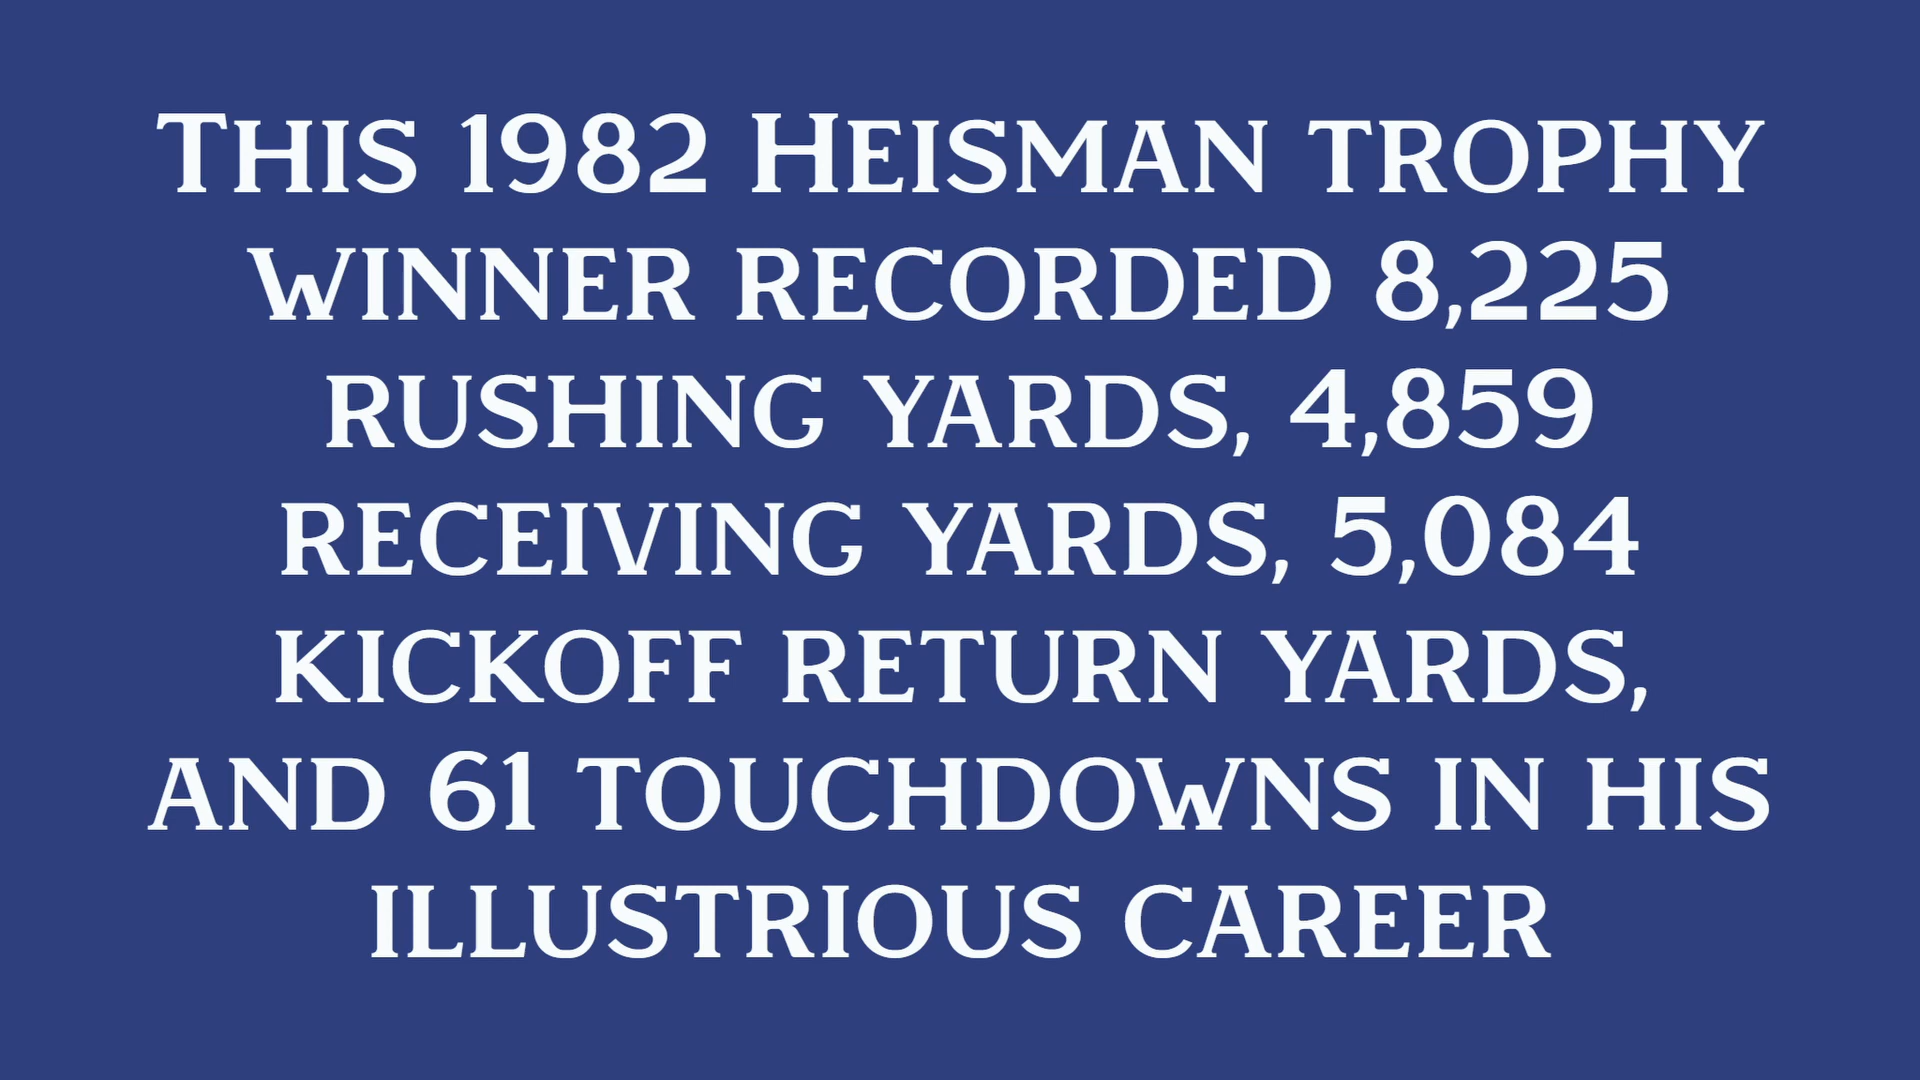 This 1982 Heisman trophy
winner recorded 8,225
rushing yards, 4,859
receiving yards, 5,084
kickoff return yards,
and 61 touchdowns in his
illustrious career